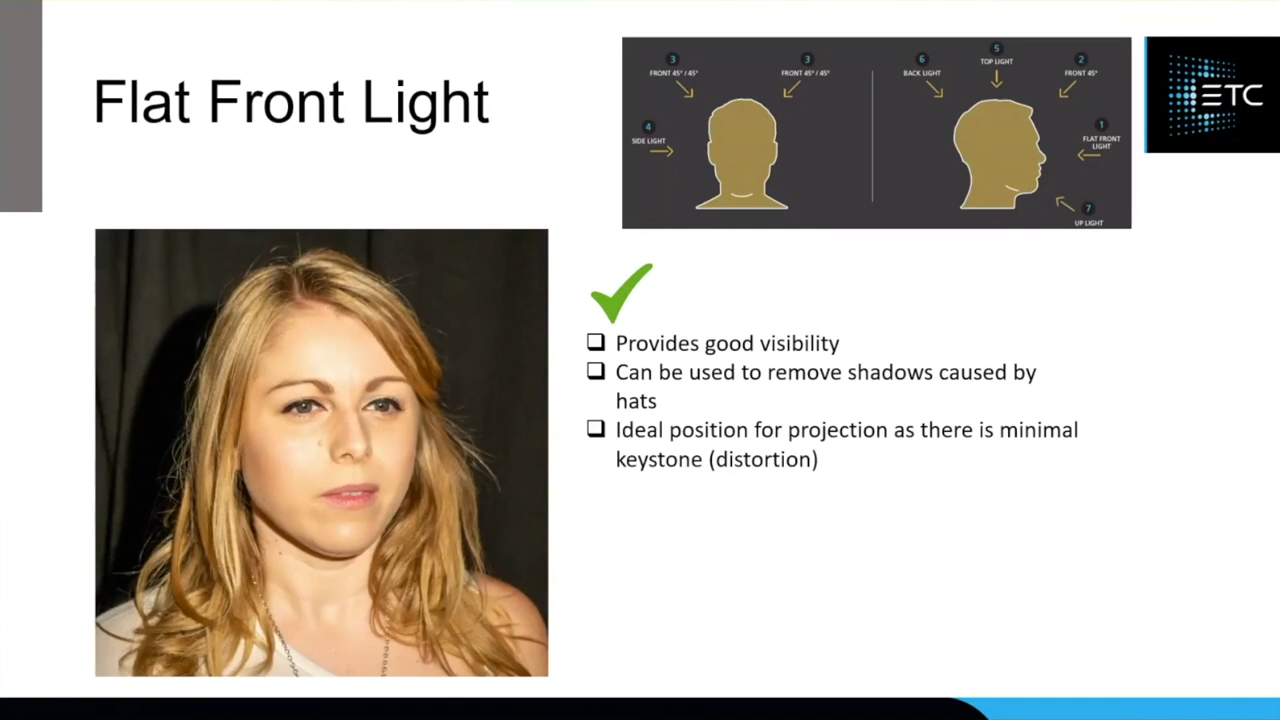 Flat Front Light
3
FRONT 45° / 45°
3
FRONT 45° / 45°
4
SIDE LIGHT
6
BACK LIGHT
5
TOP LIGHT
2
FRONT 45°
1
FLAT FRONT
LIGHT
7
UP LIGHT
ETC
Provides good visibility
Can be used to remove shadows caused by
hats
Ideal position for projection as there is minimal
keystone (distortion)